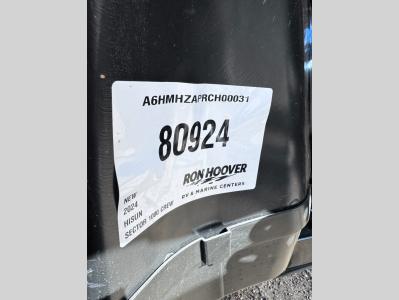 A6HMHZAPRCH00031
80924
RON HOOVER
RV & MARINE CENTERS
NEW
2024
HISUN
SECTOR 1000 CREW